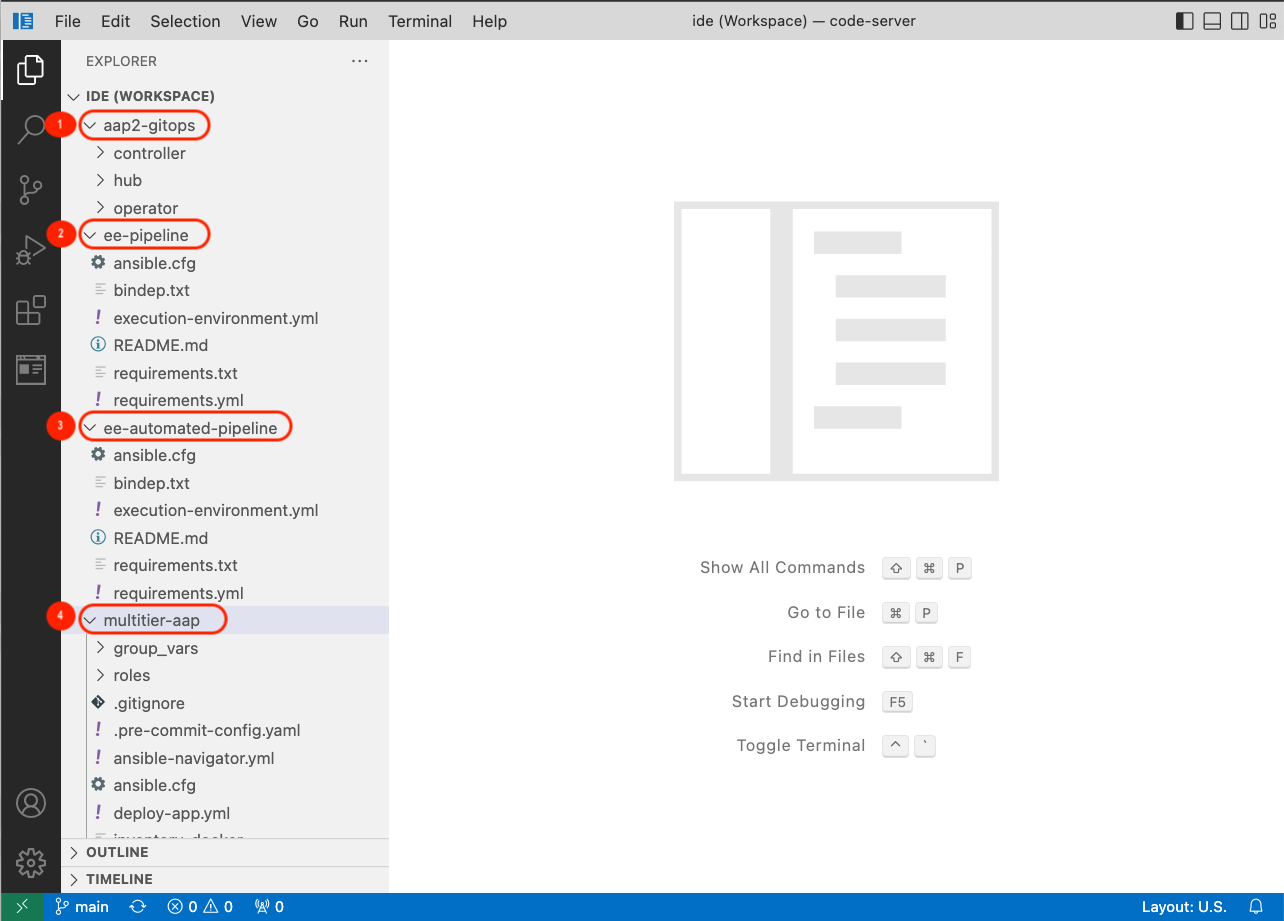 File Edit Selection View Go Run Terminal Help
ide (Workspace) — code-server
EXPLORER
IDE (WORKSPACE)
1
aap2-gitops
controller
hub
operator
2
ee-pipeline
ansible.cfg
bindep.txt
execution-environment.yml
README.md
requirements.txt
requirements.yml
3
ee-automated-pipeline
ansible.cfg
bindep.txt
execution-environment.yml
README.md
requirements.txt
requirements.yml
4
multitier-aap
group_vars
roles
.gitignore
.pre-commit-config.yaml
ansible-navigator.yml
ansible.cfg
deploy-app.yml
OUTLINE
TIMELINE
Show All Commands ⇧ ⌘ P
Go to File ⌘ P
Find in Files ⇧ ⌘ F
Start Debugging F5
Toggle Terminal ^ `
main 0 0 0
Layout: U.S.